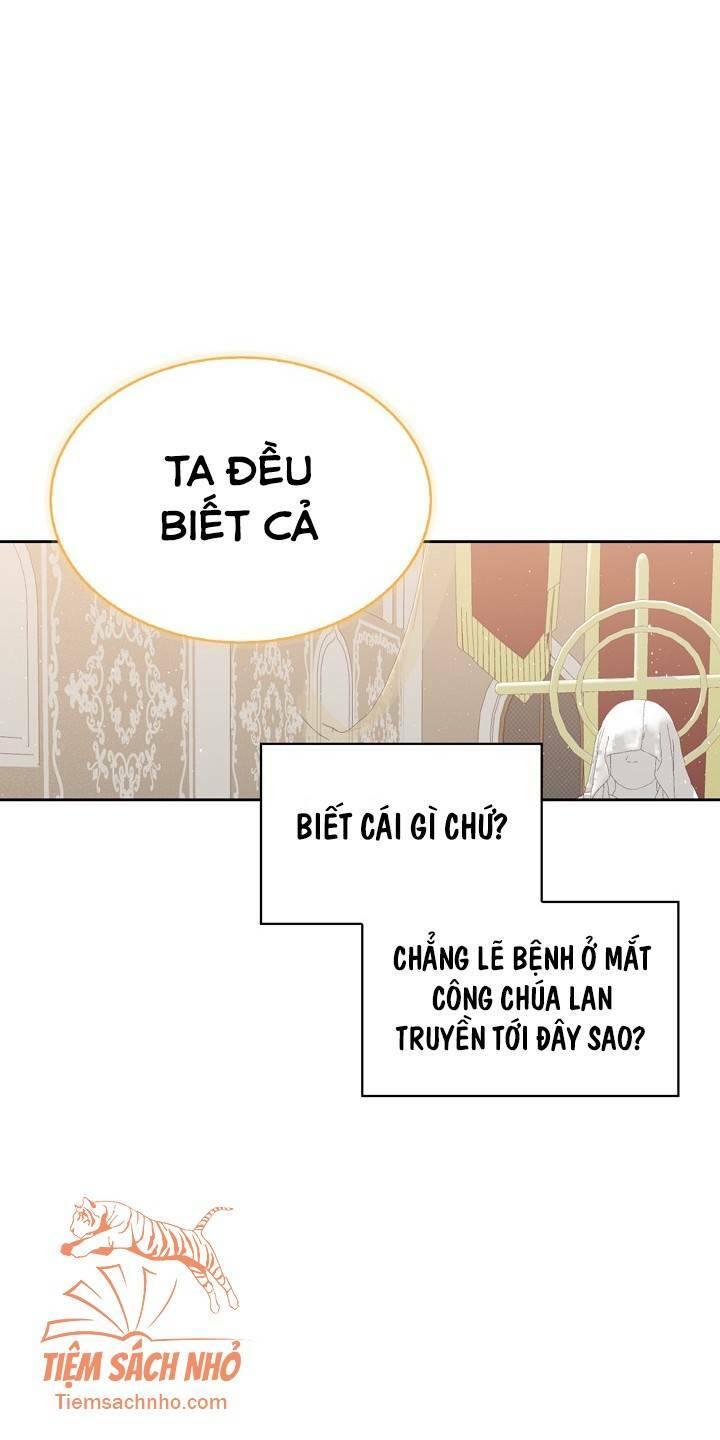 TA ĐỀU
BIẾT CẢ
BIẾT CÁI GÌ CHỨ?
CHẲNG LẼ BỆNH Ở MẮT
CÔNG CHÚA LAN
TRUYỀN TỚI ĐÂY SAO?
TIỆM SÁCH NHỎ
Tiemsachnho.com